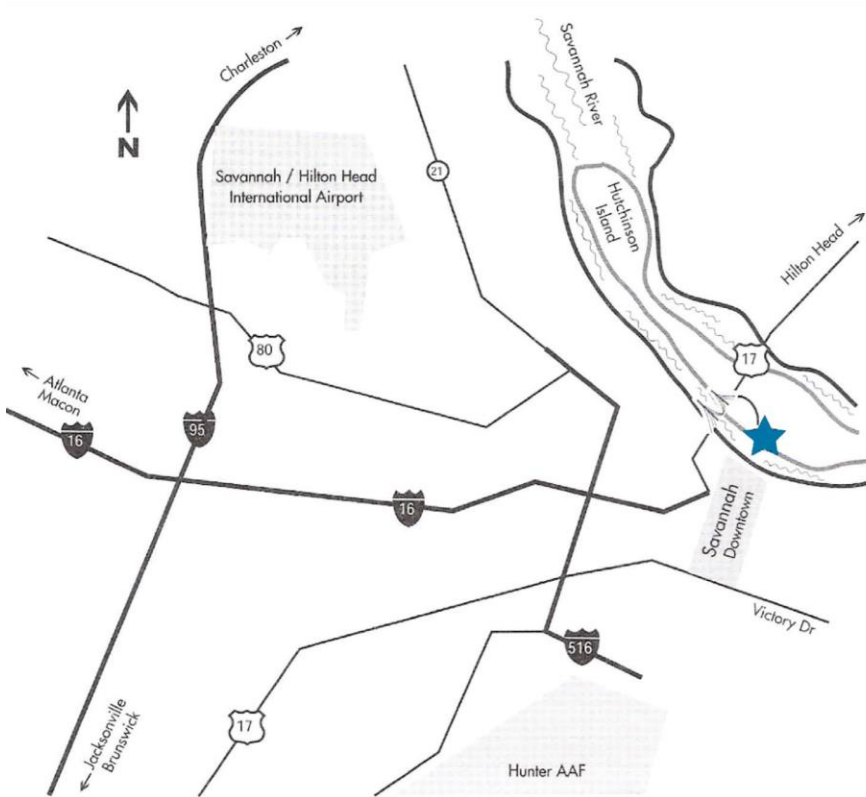 Charleston
Savannah River
N
21
Savannah / Hilton Head
International Airport
Hutchinson
Island
Hilton Head
80
17
Atlanta
Macon
95
16
16
Savannah
Downtown
Victory Dr
516
17
Jacksonville
Brunswick
Hunter AAF